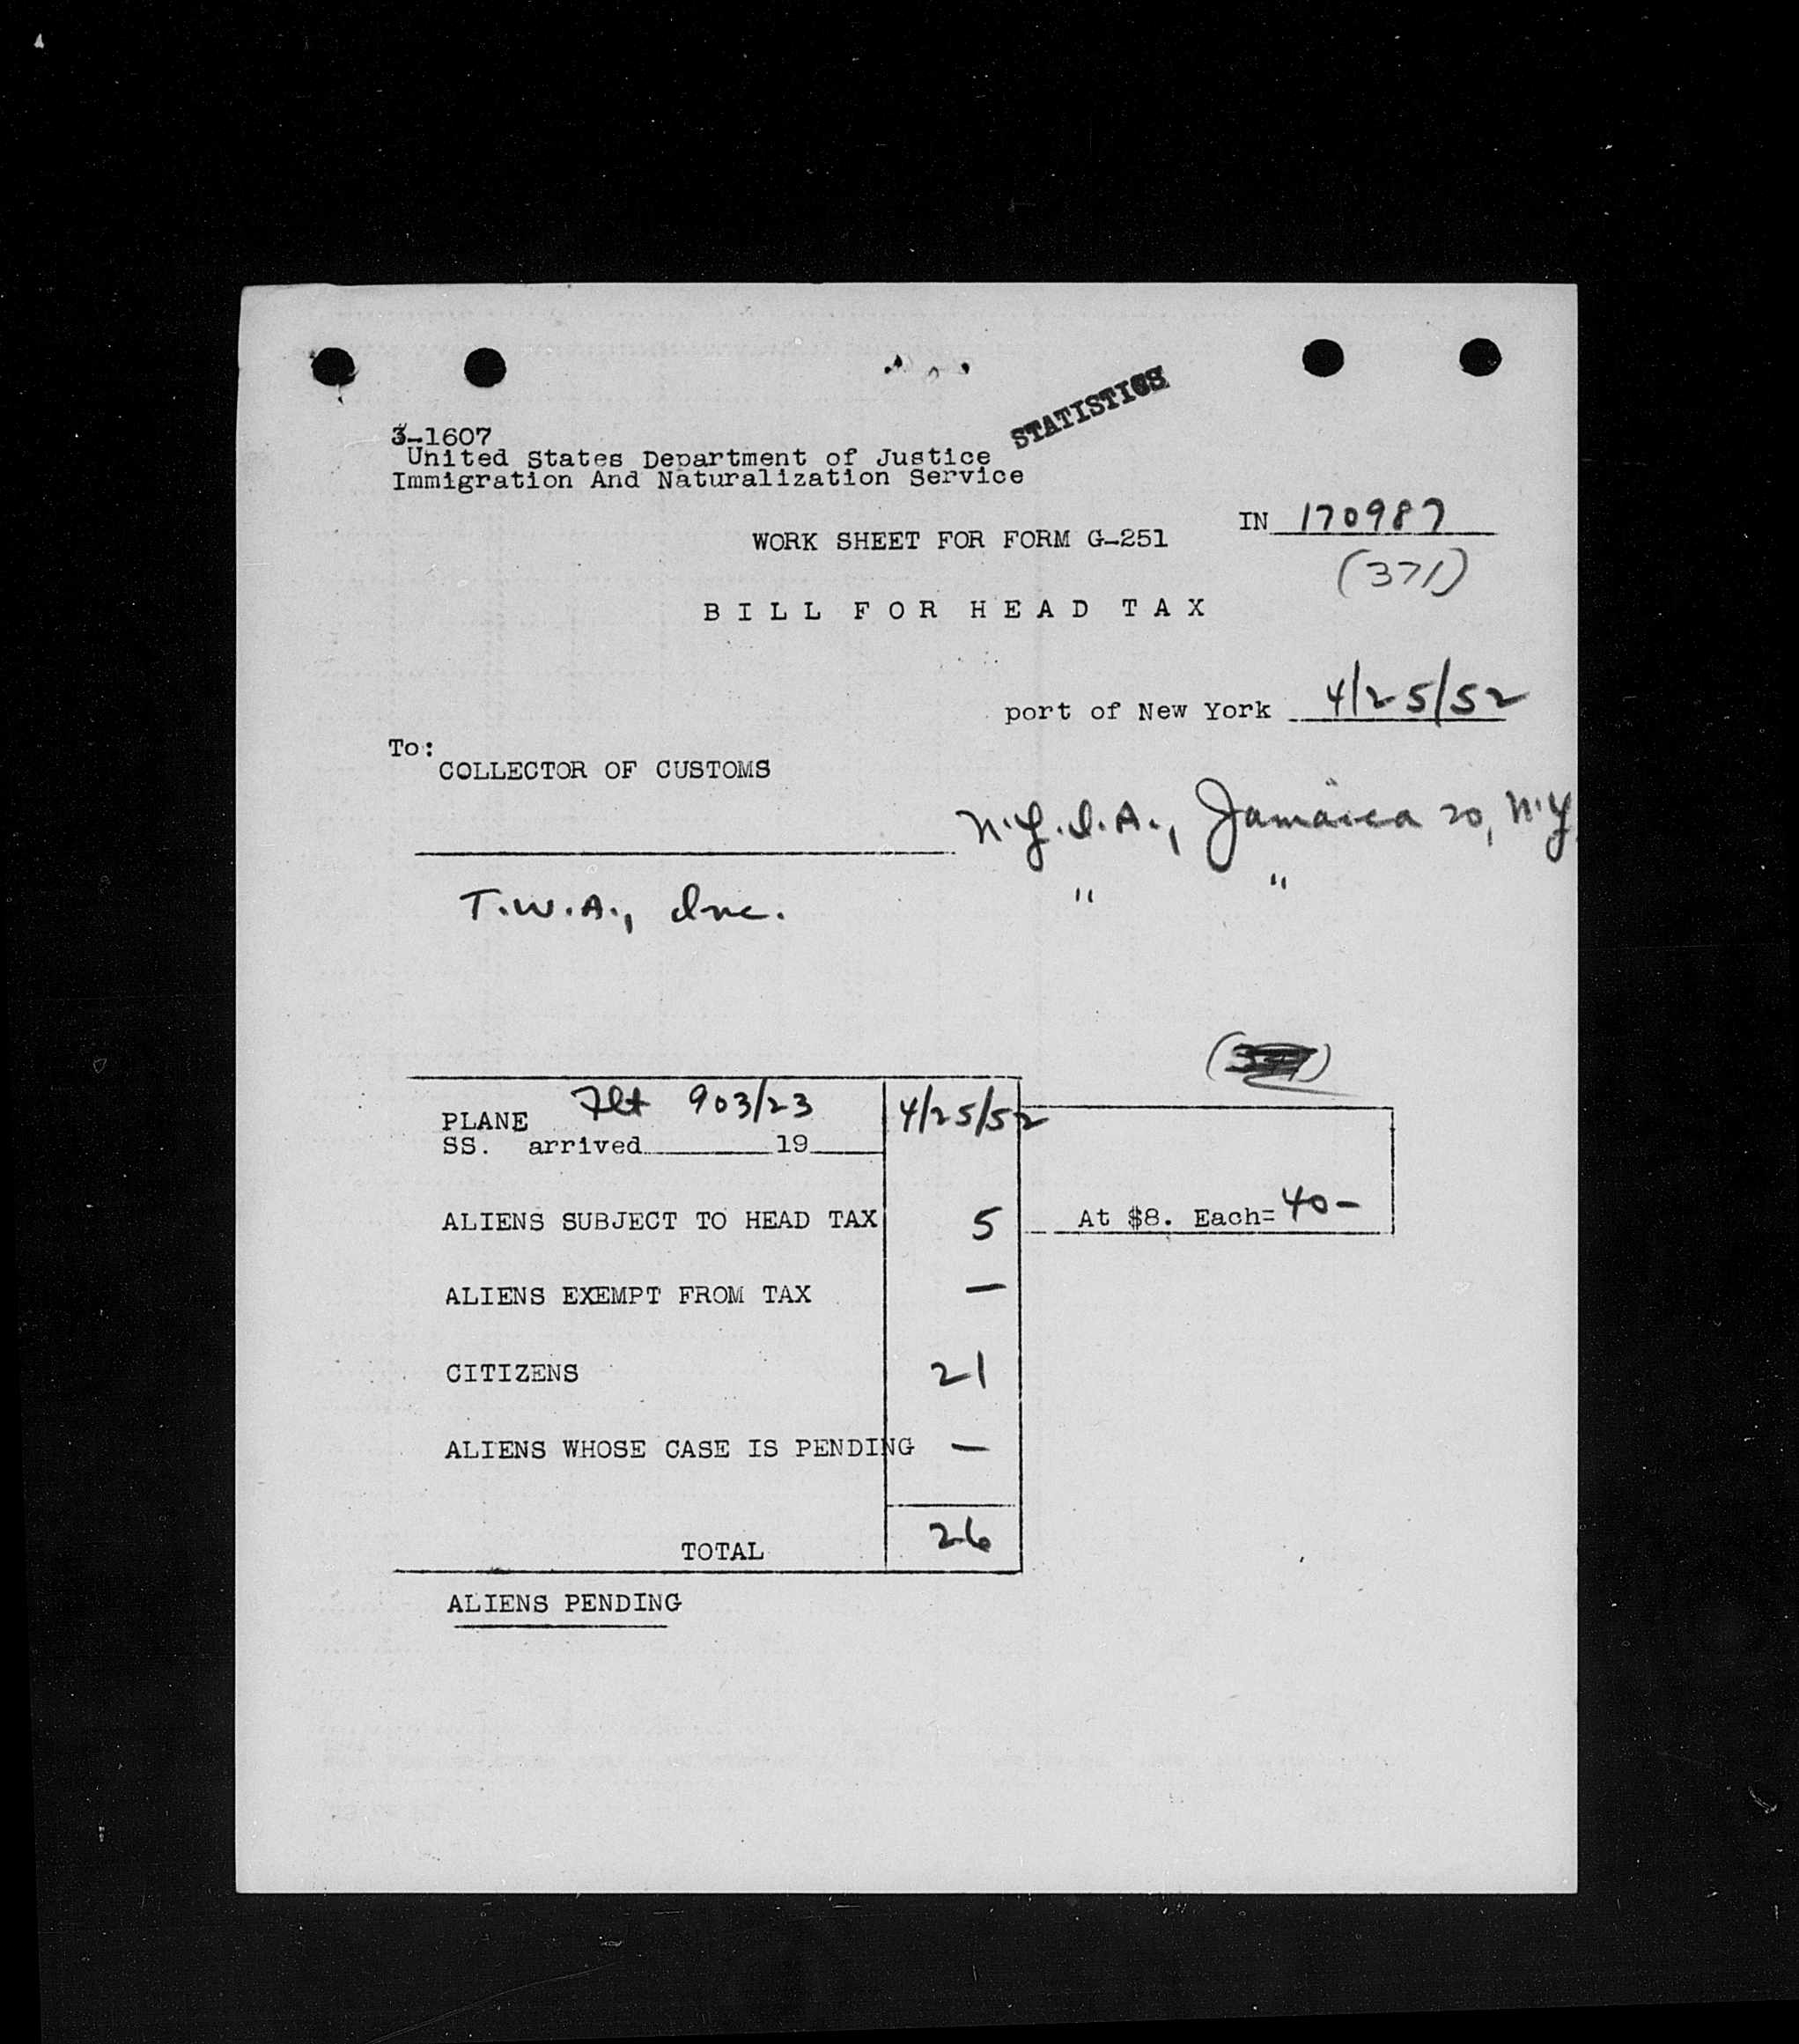 STATISTICS
3-1607
United States Department of Justice
Immigration And Naturalization Service
IN 170987
WORK SHEET FOR FORM G-251
(371)
BILL FOR HEAD TAX
port of New York 4/25/52
To:
COLLECTOR OF CUSTOMS
N.Y.I.A., Jamaica 20, N.Y.
T.W.A., Inc. " "
PLANE Flt 903/23 4/25/52
SS. arrived 19
ALIENS SUBJECT TO HEAD TAX 5 At $8. Each= 40-
ALIENS EXEMPT FROM TAX —
CITIZENS 21
ALIENS WHOSE CASE IS PENDING —
TOTAL 26
ALIENS PENDING